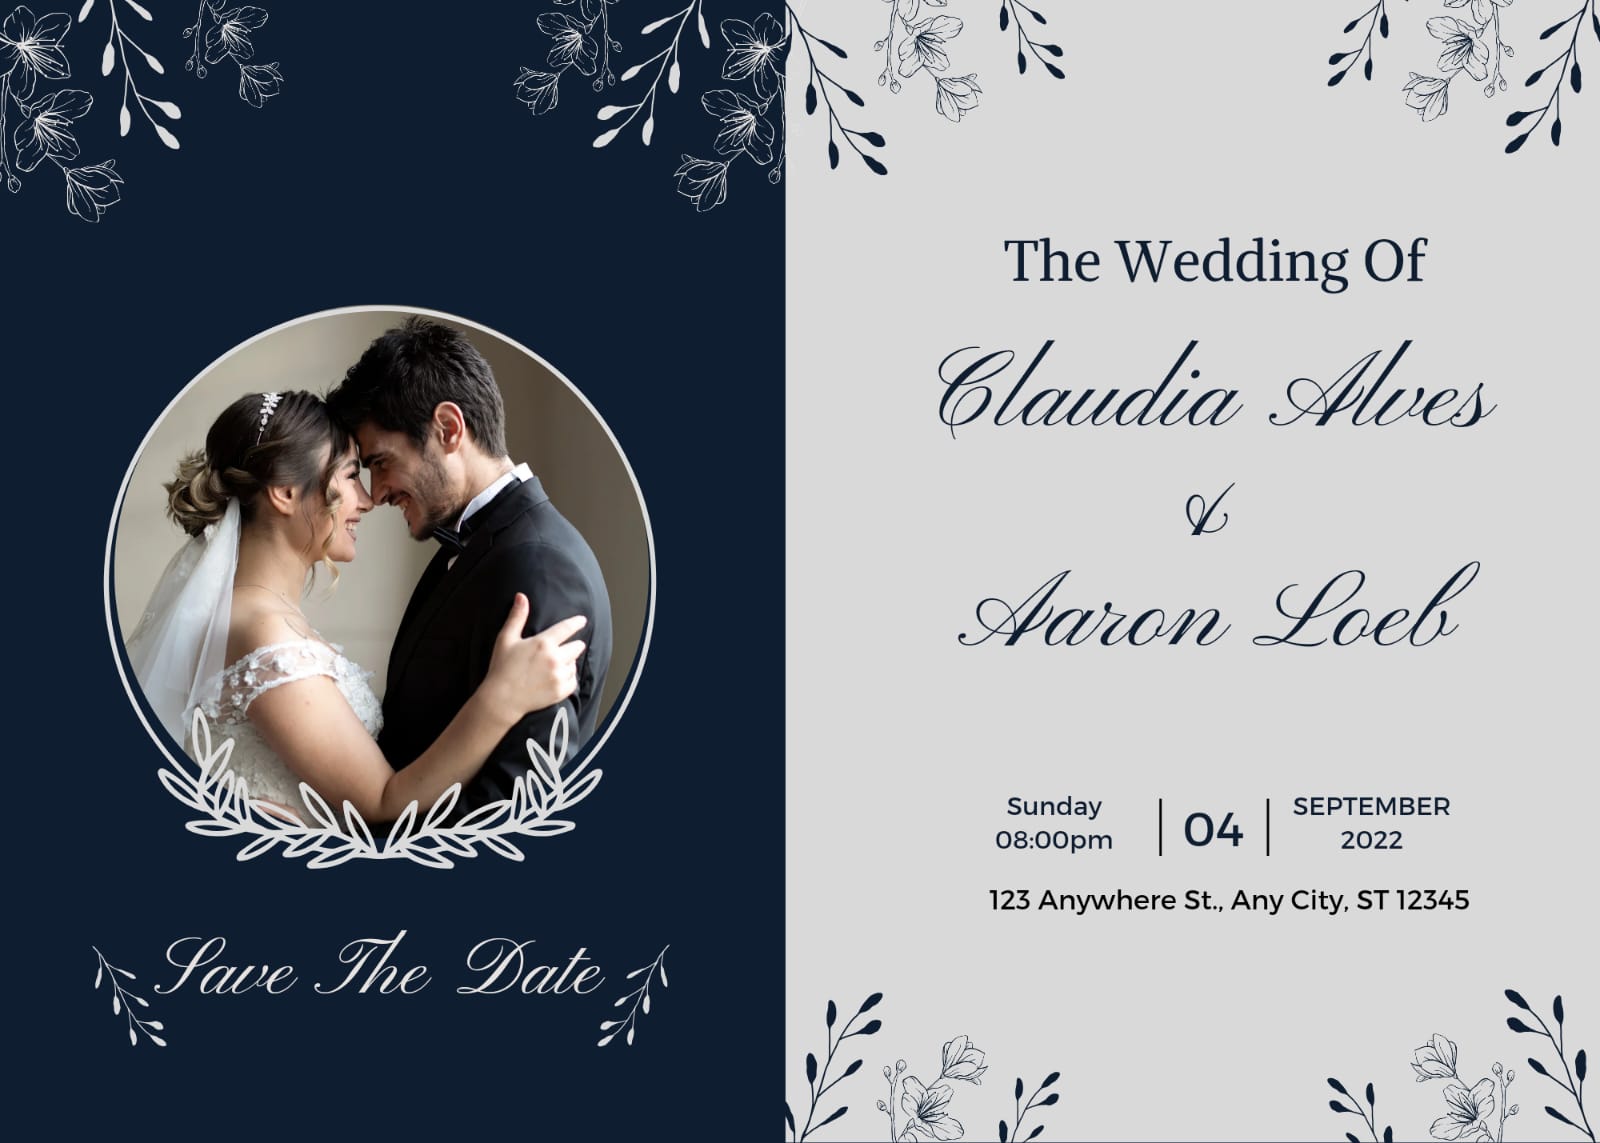 Save The Date
The Wedding Of
Claudia Alves
&
Aaron Loeb
Sunday
08:00pm
04
SEPTEMBER
2022
123 Anywhere St., Any City, ST 12345